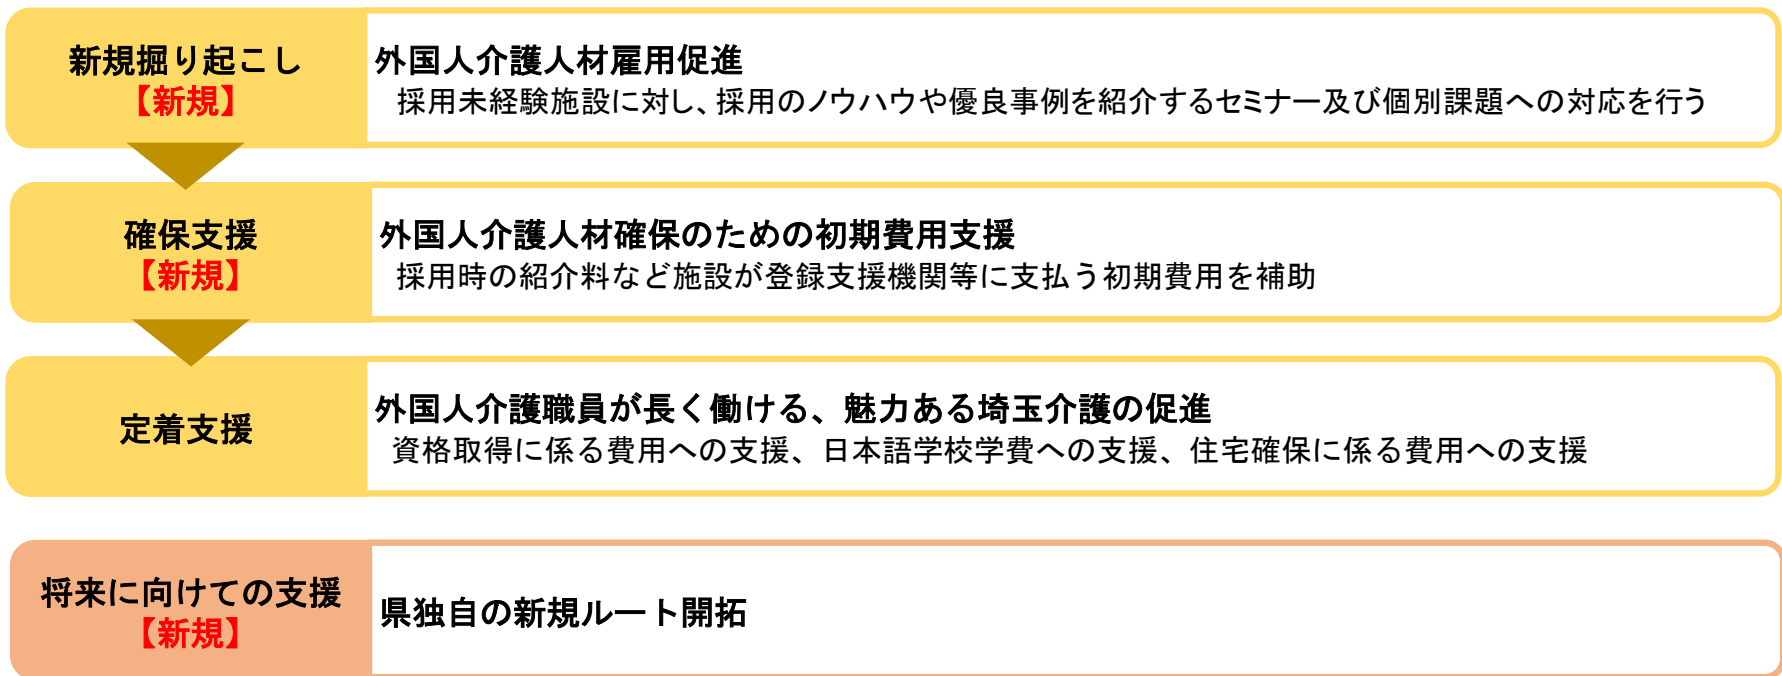 新規掘り起こし
【新規】
外国人介護人材雇用促進
採用未経験施設に対し、採用のノウハウや優良事例を紹介するセミナー及び個別課題への対応を行う
確保支援
【新規】
外国人介護人材確保のための初期費用支援
採用時の紹介料など施設が登録支援機関等に支払う初期費用を補助
定着支援
外国人介護職員が長く働ける、魅力ある埼玉介護の促進
資格取得に係る費用への支援、日本語学校学費への支援、住宅確保に係る費用への支援
将来に向けての支援
【新規】
県独自の新規ルート開拓